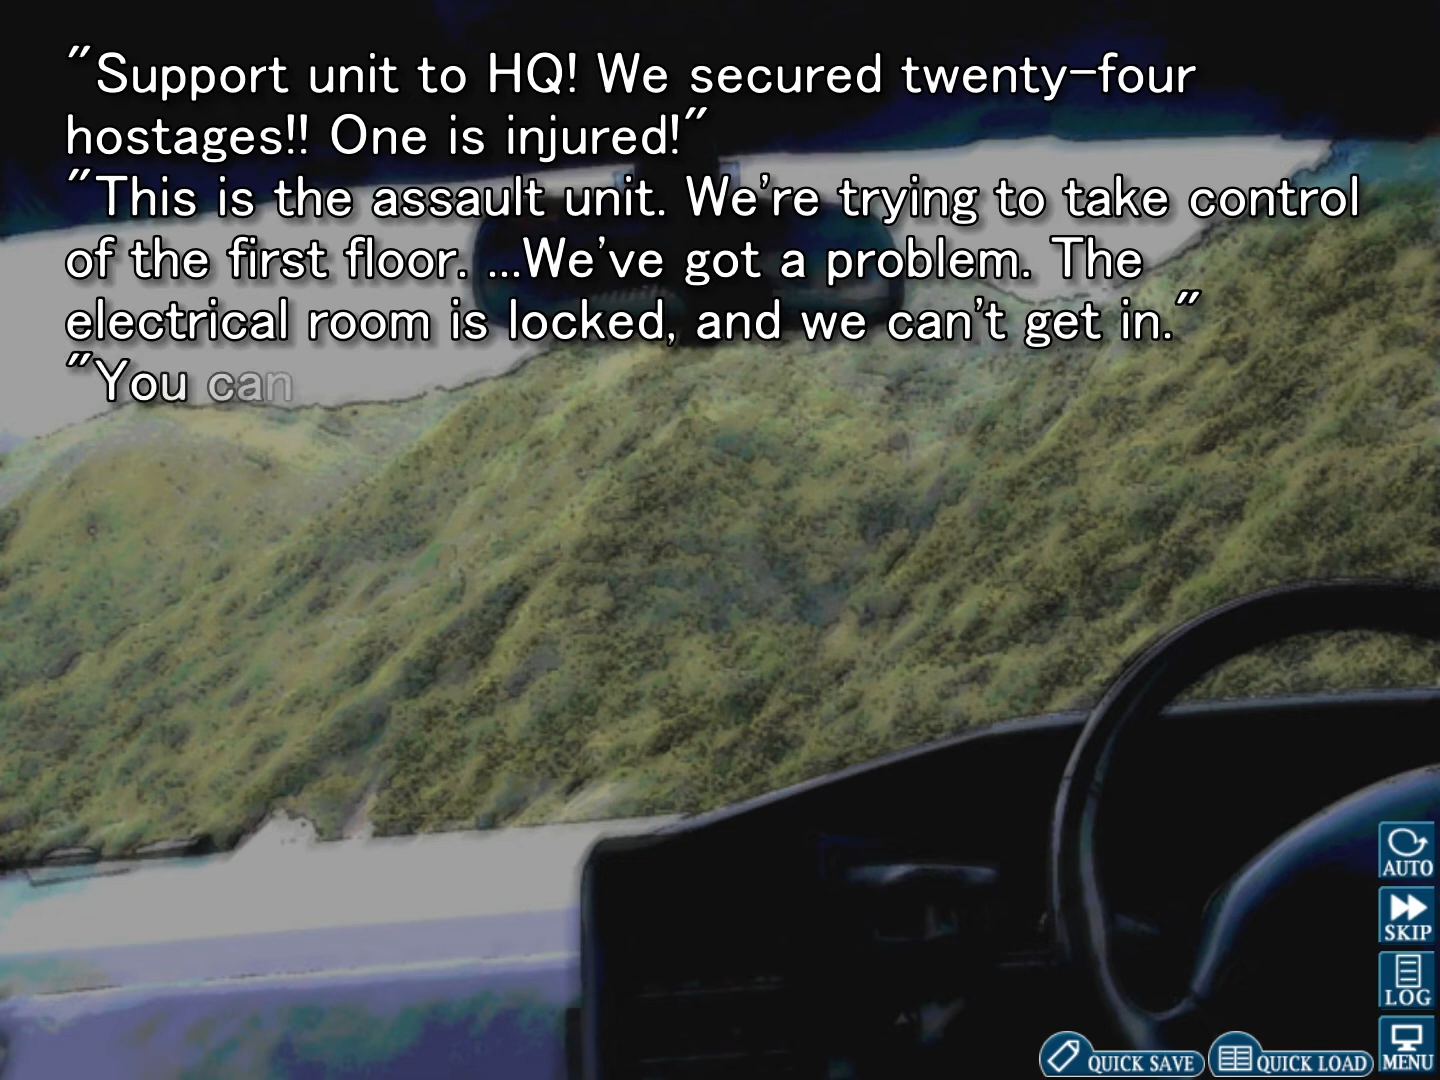 "Support unit to HQ! We secured twenty-four
hostages!! One is injured!"
"This is the assault unit. We're trying to take control
of the first floor. ...We've got a problem. The
electrical room is locked, and we can't get in."
"You can
AUTO
SKIP
LOG
MENU
QUICK SAVE
QUICK LOAD